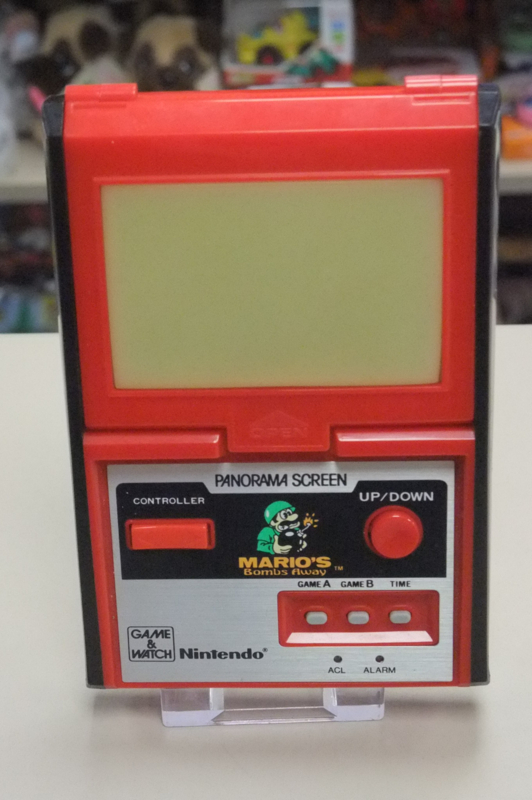 OPEN
PANORAMA SCREEN
CONTROLLER
UP/DOWN
MARIO'S TM
Bombs Away
GAME A GAME B TIME
GAME
&
WATCH
Nintendo®
ACL ALARM